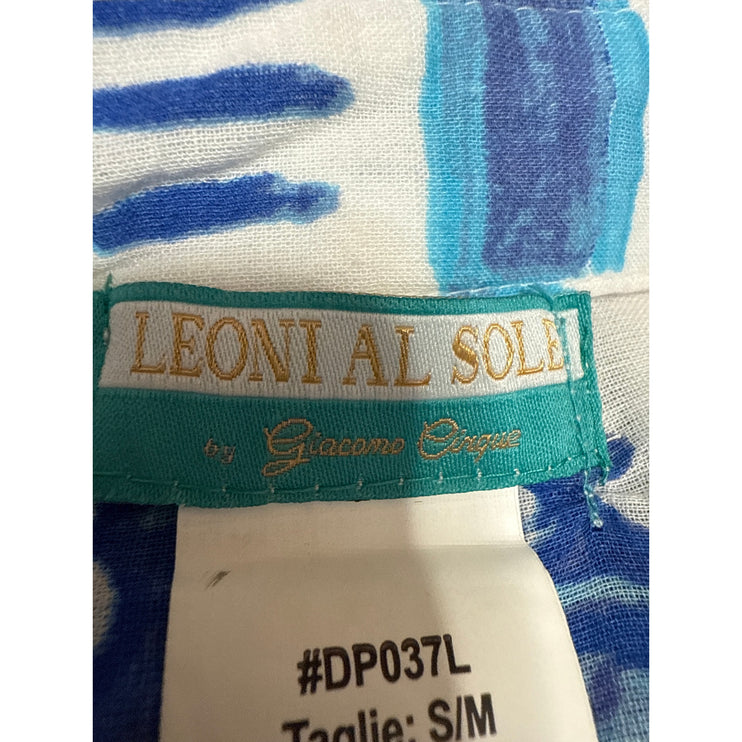 LEONI AL SOLE
by Giacomo Cinque
#DP037L
Taglie: S/M